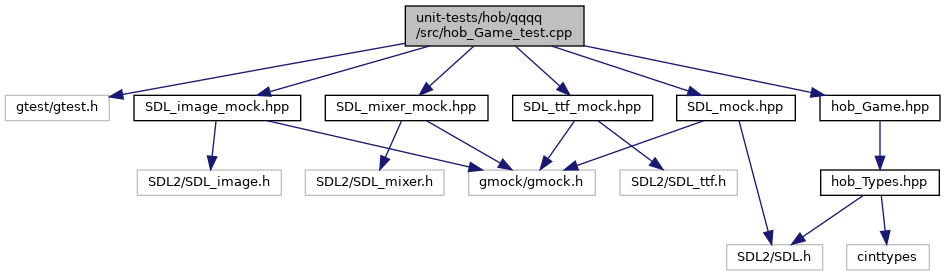 unit-tests/hob/qqqq
/src/hob_Game_test.cpp
gtest/gtest.h
SDL_image_mock.hpp
SDL_mixer_mock.hpp
SDL_ttf_mock.hpp
SDL_mock.hpp
hob_Game.hpp
SDL2/SDL_image.h
SDL2/SDL_mixer.h
gmock/gmock.h
SDL2/SDL_ttf.h
hob_Types.hpp
SDL2/SDL.h
cinttypes